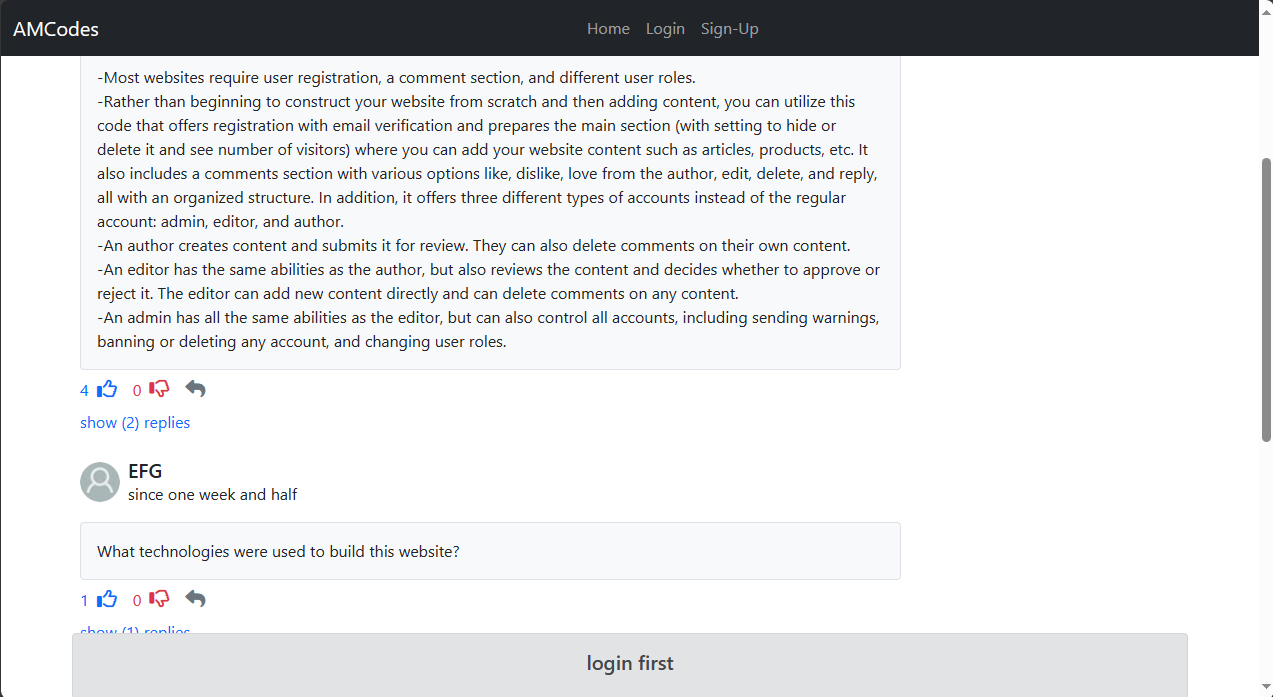 AMCodes
Home Login Sign-Up
-Most websites require user registration, a comment section, and different user roles.
-Rather than beginning to construct your website from scratch and then adding content, you can utilize this
code that offers registration with email verification and prepares the main section (with setting to hide or
delete it and see number of visitors) where you can add your website content such as articles, products, etc. It
also includes a comments section with various options like, dislike, love from the author, edit, delete, and reply,
all with an organized structure. In addition, it offers three different types of accounts instead of the regular
account: admin, editor, and author.
-An author creates content and submits it for review. They can also delete comments on their own content.
-An editor has the same abilities as the author, but also reviews the content and decides whether to approve or
reject it. The editor can add new content directly and can delete comments on any content.
-An admin has all the same abilities as the editor, but can also control all accounts, including sending warnings,
banning or deleting any account, and changing user roles.
4 0
show (2) replies
EFG
since one week and half
What technologies were used to build this website?
1 0
show (1) replies
login first